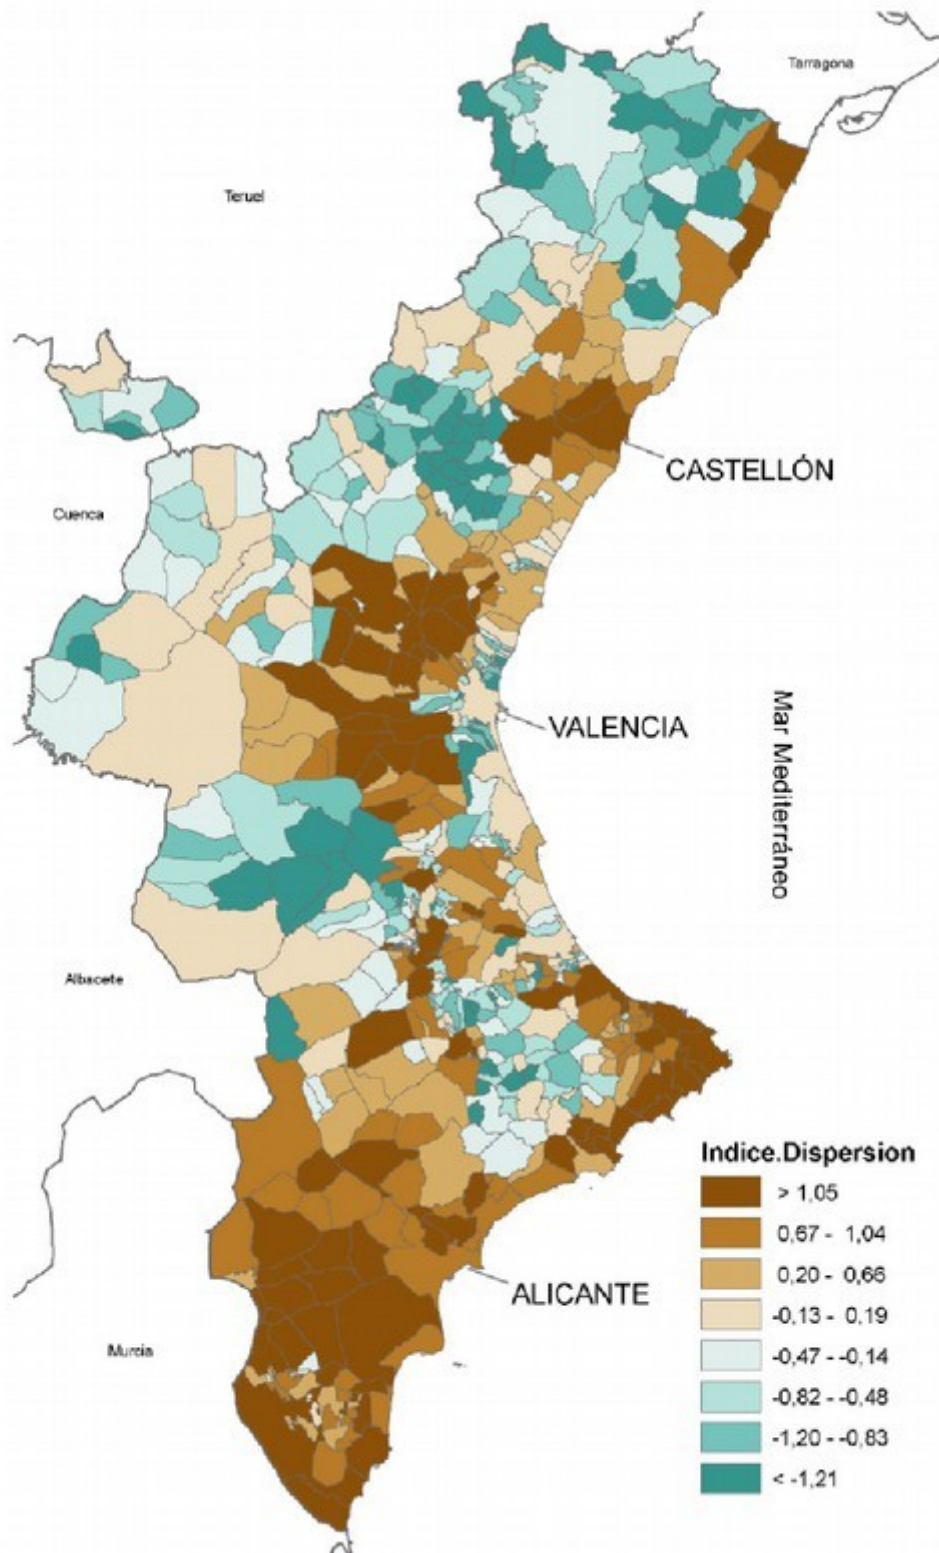 Tarragona
Teruel
CASTELLÓN
Cuenca
VALENCIA
Mar Mediterráneo
Albacete
Indice.Dispersion
> 1,05
0,67 - 1,04
0,20 - 0,66
-0,13 - 0,19
-0,47 - -0,14
-0,82 - -0,48
-1,20 - -0,83
< -1,21
ALICANTE
Murcia